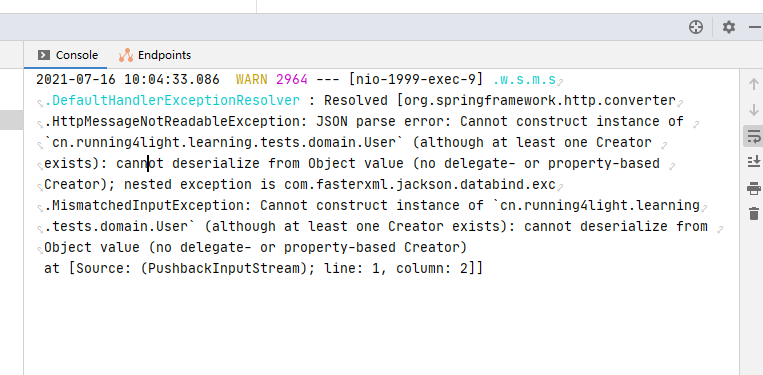 Console
Endpoints
2021-07-16 10:04:33.086  WARN 2964 --- [nio-1999-exec-9] .w.s.m.s
.DefaultHandlerExceptionResolver : Resolved [org.springframework.http.converter
.HttpMessageNotReadableException: JSON parse error: Cannot construct instance of
`cn.running4light.learning.tests.domain.User` (although at least one Creator
exists): cannot deserialize from Object value (no delegate- or property-based
Creator); nested exception is com.fasterxml.jackson.databind.exc
.MismatchedInputException: Cannot construct instance of `cn.running4light.learning
.tests.domain.User` (although at least one Creator exists): cannot deserialize from
Object value (no delegate- or property-based Creator)
at [Source: (PushbackInputStream); line: 1, column: 2]]